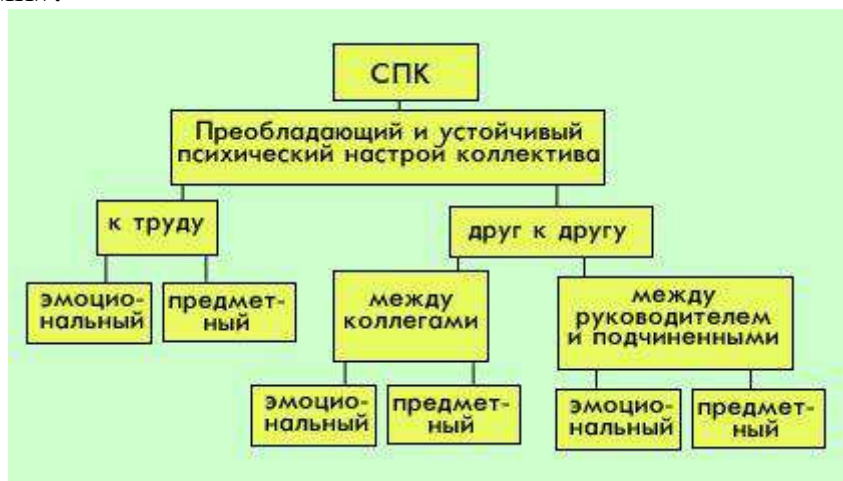 СПК
Преобладающий и устойчивый
психический настрой коллектива
к труду
друг к другу
эмоцио-
нальный
предмет-
ный
между
коллегами
между
руководителем
и подчиненными
эмоцио-
нальный
предмет-
ный
эмоцио-
нальный
предмет-
ный